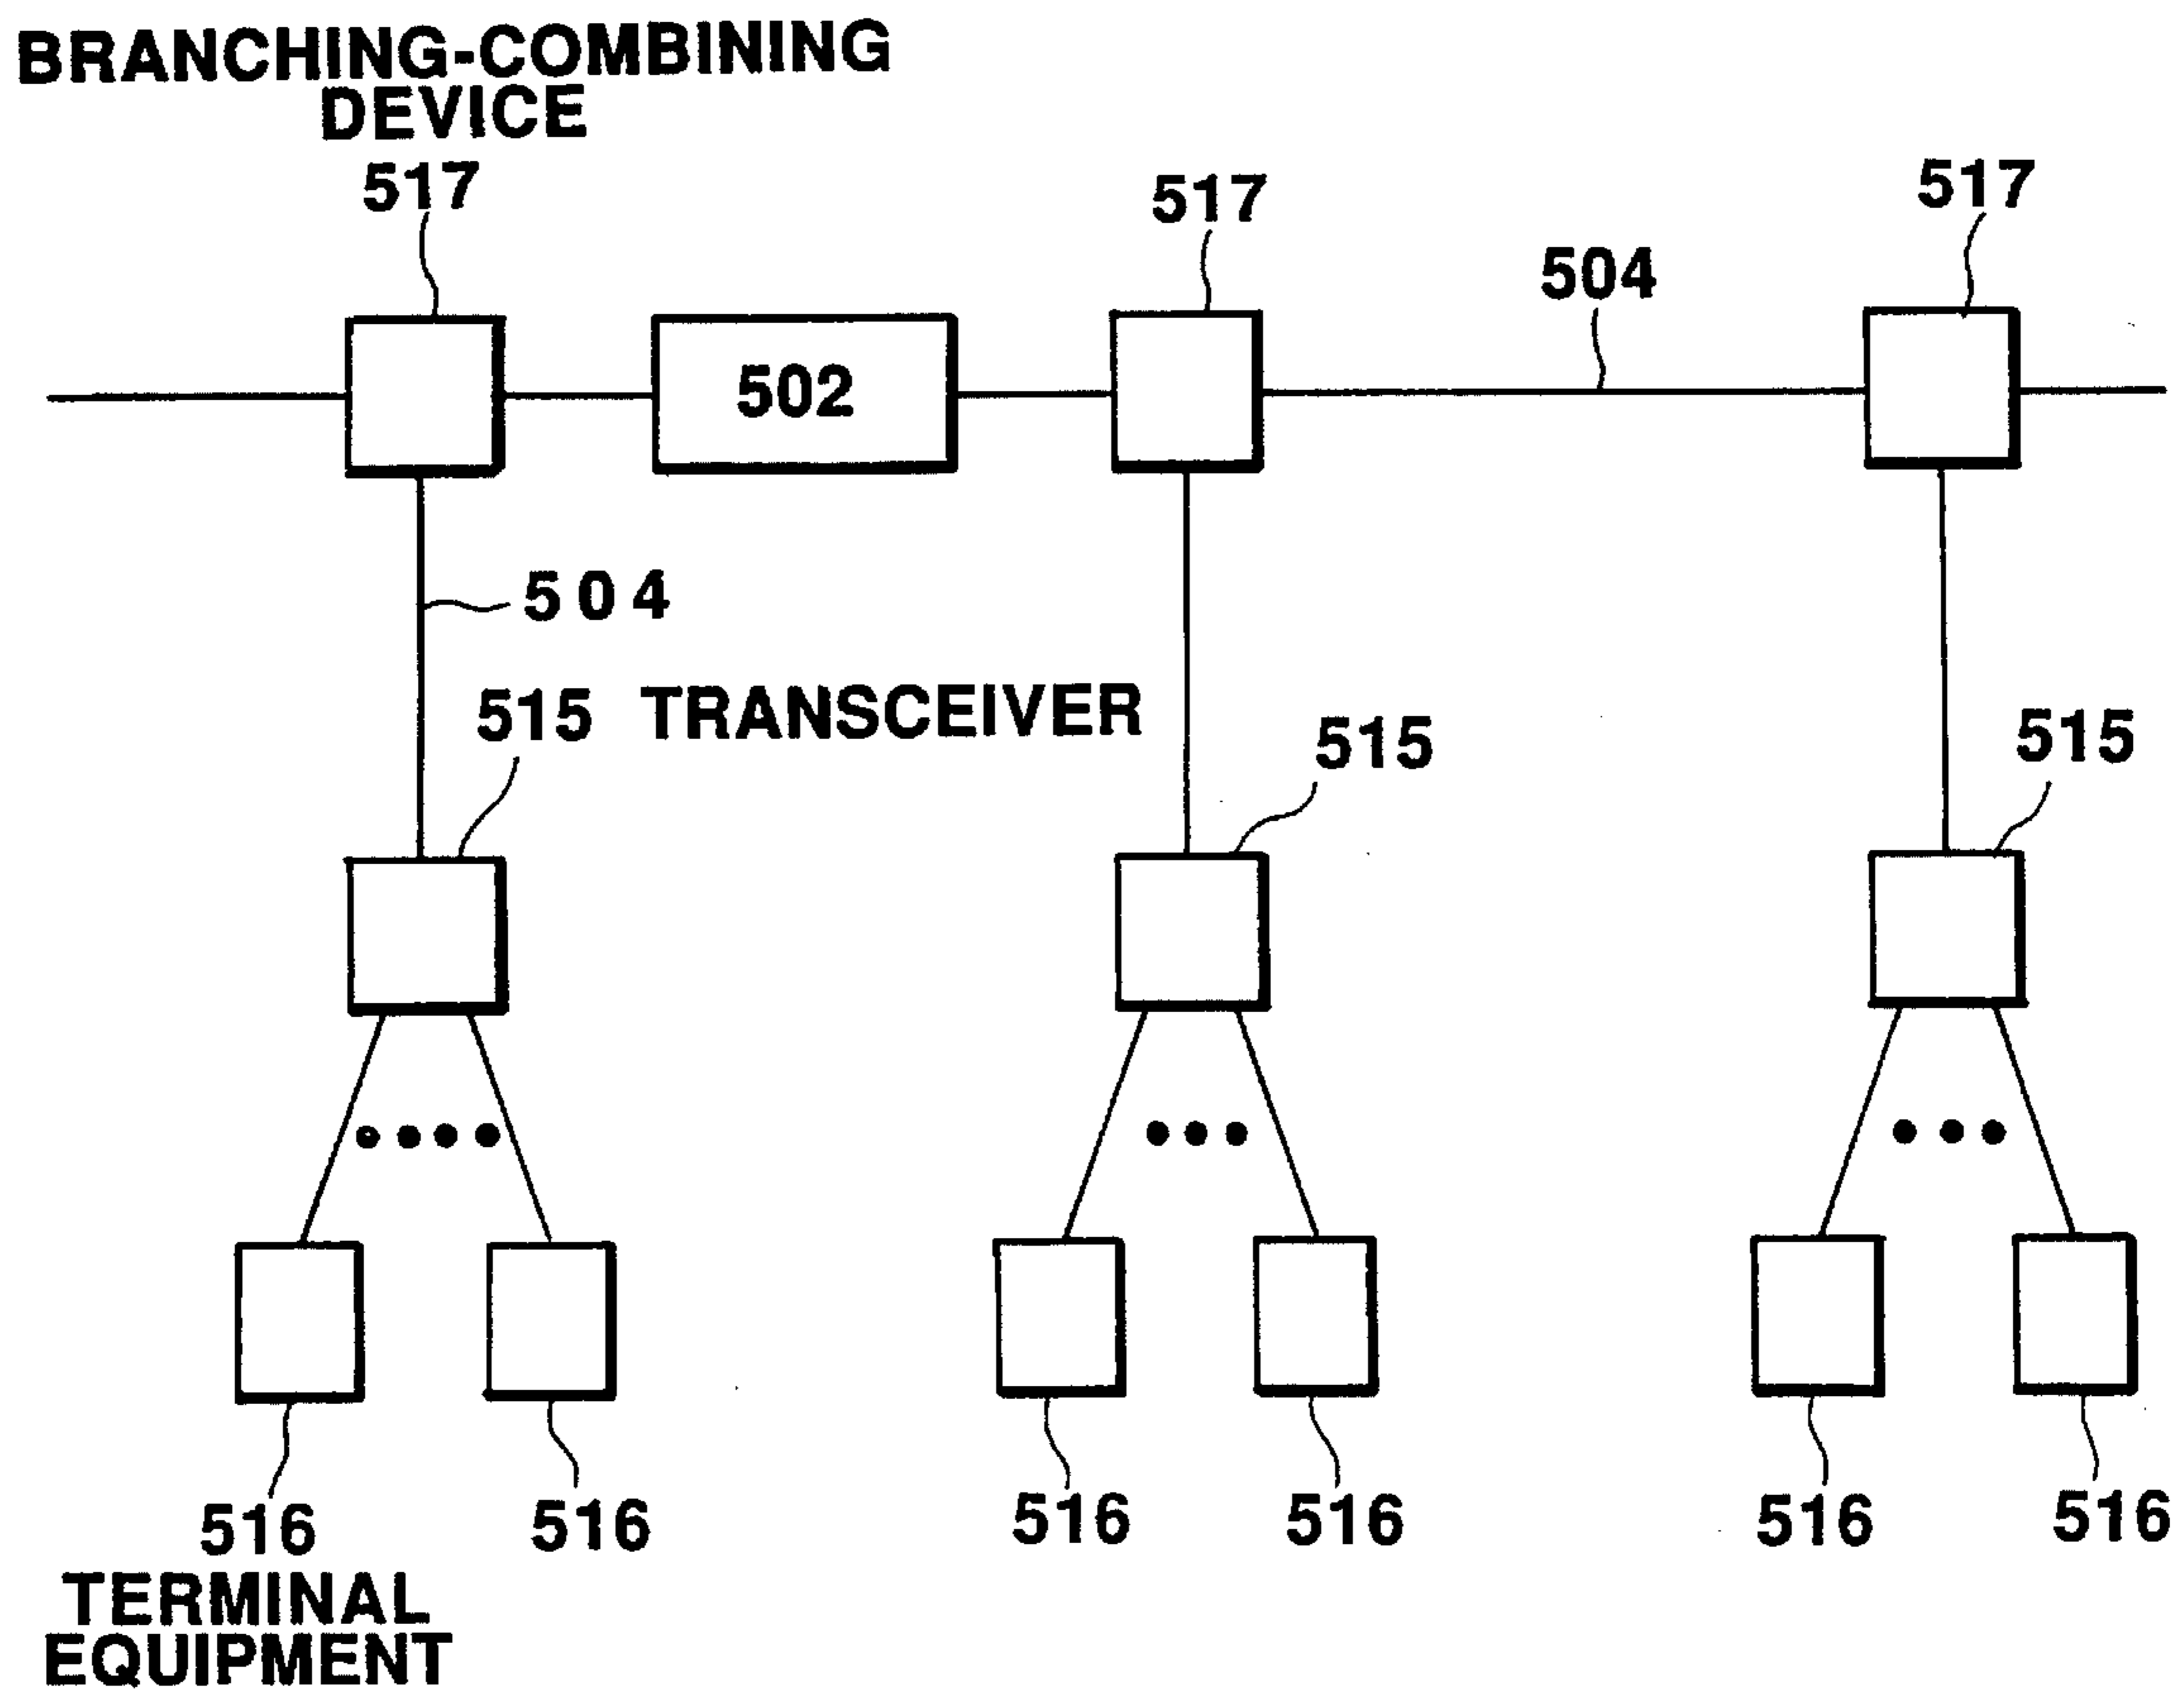 BRANCHING-COMBINING
DEVICE
517
517
517
504
502
504
515 TRANSCEIVER
515
515
516
516
516
516
516
516
TERMINAL
EQUIPMENT